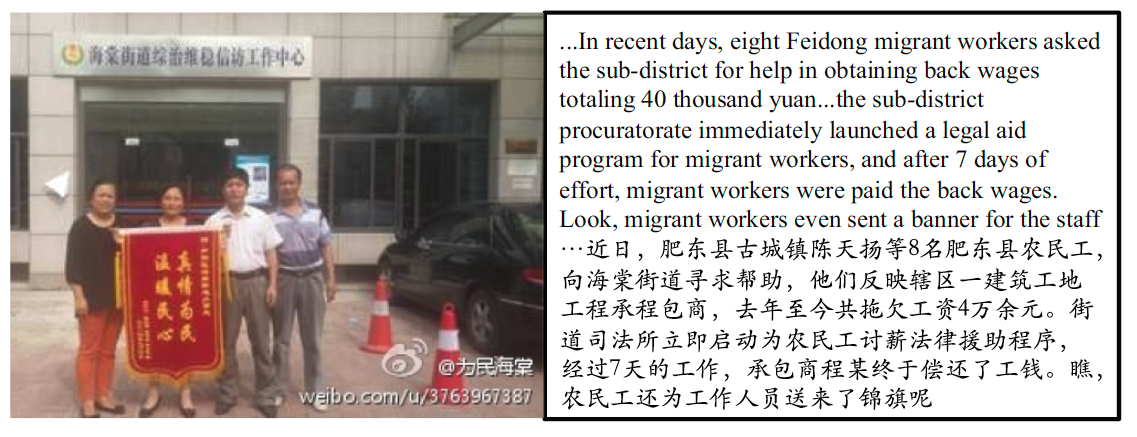 海棠街道综治维稳信访工作中心
真情为民
温暖民心
@为民海棠
weibo.com/u/3763967387
...In recent days, eight Feidong migrant workers asked
the sub-district for help in obtaining back wages
totaling 40 thousand yuan...the sub-district
procuratorate immediately launched a legal aid
program for migrant workers, and after 7 days of
effort, migrant workers were paid the back wages.
Look, migrant workers even sent a banner for the staff
…近日，肥东县古城镇陈天扬等8名肥东县农民工，
向海棠街道寻求帮助，他们反映辖区一建筑工地
工程承程包商，去年至今共拖欠工资4万余元。街
道司法所立即启动为农民工讨薪法律援助程序，
经过7天的工作，承包商程某终于偿还了工钱。瞧，
农民工还为工作人员送来了锦旗呢